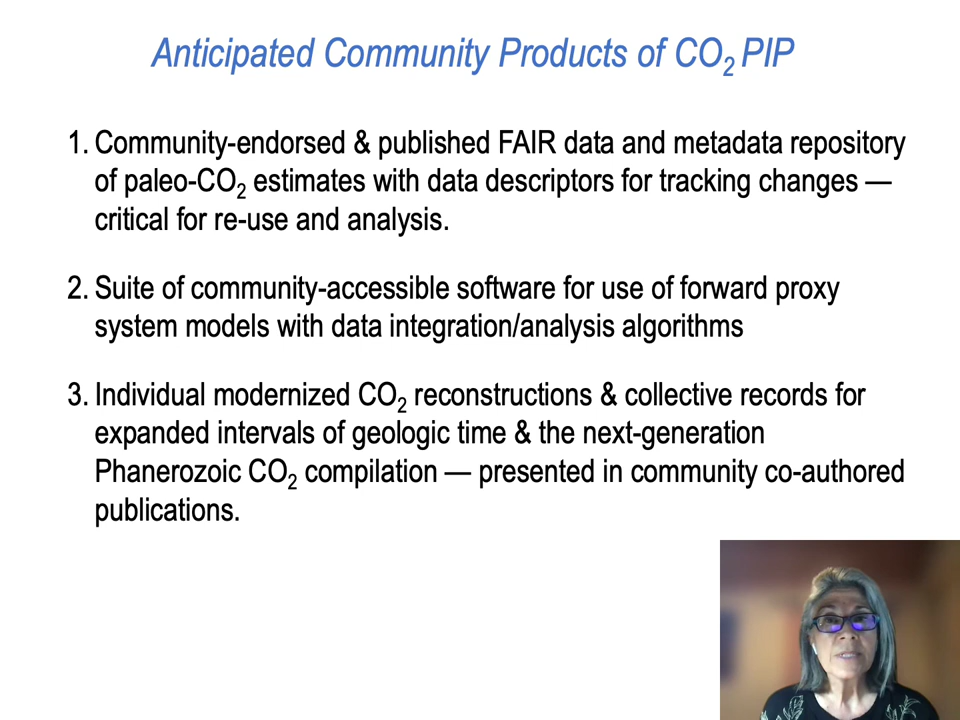 Anticipated Community Products of CO₂ PIP
1. Community-endorsed & published FAIR data and metadata repository
of paleo-CO₂ estimates with data descriptors for tracking changes —
critical for re-use and analysis.
2. Suite of community-accessible software for use of forward proxy
system models with data integration/analysis algorithms
3. Individual modernized CO₂ reconstructions & collective records for
expanded intervals of geologic time & the next-generation
Phanerozoic CO₂ compilation — presented in community co-authored
publications.